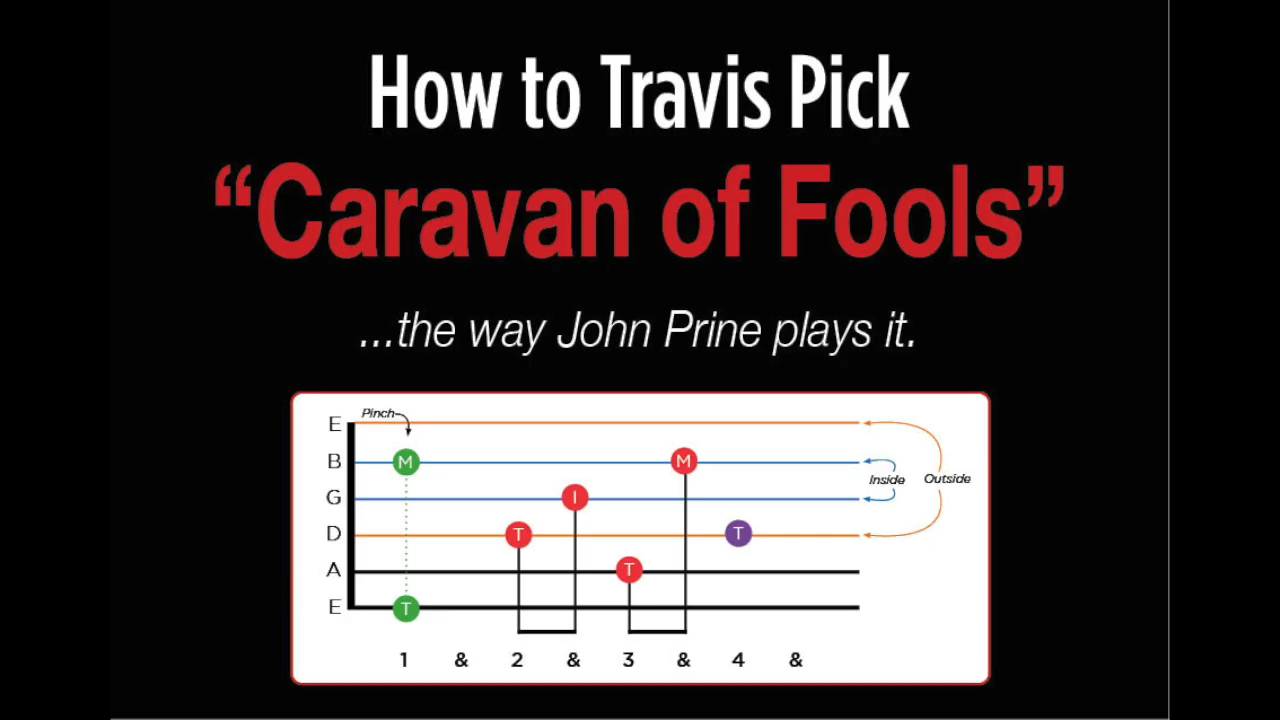 How to Travis Pick
“Caravan of Fools”
...the way John Prine plays it.
Pinch
E
B M M
G I Inside Outside
D T T
A T
E T
1 & 2 & 3 & 4 &